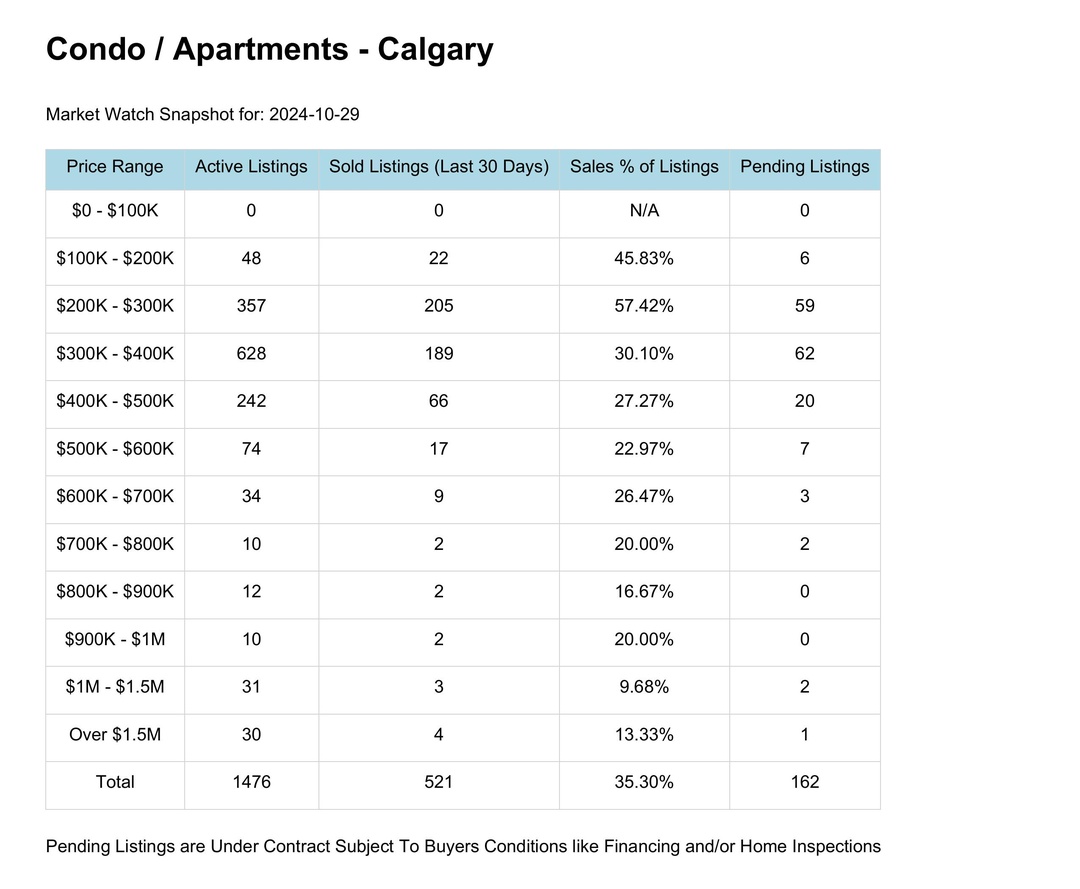 Condo / Apartments - Calgary
Market Watch Snapshot for: 2024-10-29
Price Range Active Listings Sold Listings (Last 30 Days) Sales % of Listings Pending Listings
$0 - $100K 0 0 N/A 0
$100K - $200K 48 22 45.83% 6
$200K - $300K 357 205 57.42% 59
$300K - $400K 628 189 30.10% 62
$400K - $500K 242 66 27.27% 20
$500K - $600K 74 17 22.97% 7
$600K - $700K 34 9 26.47% 3
$700K - $800K 10 2 20.00% 2
$800K - $900K 12 2 16.67% 0
$900K - $1M 10 2 20.00% 0
$1M - $1.5M 31 3 9.68% 2
Over $1.5M 30 4 13.33% 1
Total 1476 521 35.30% 162
Pending Listings are Under Contract Subject To Buyers Conditions like Financing and/or Home Inspections